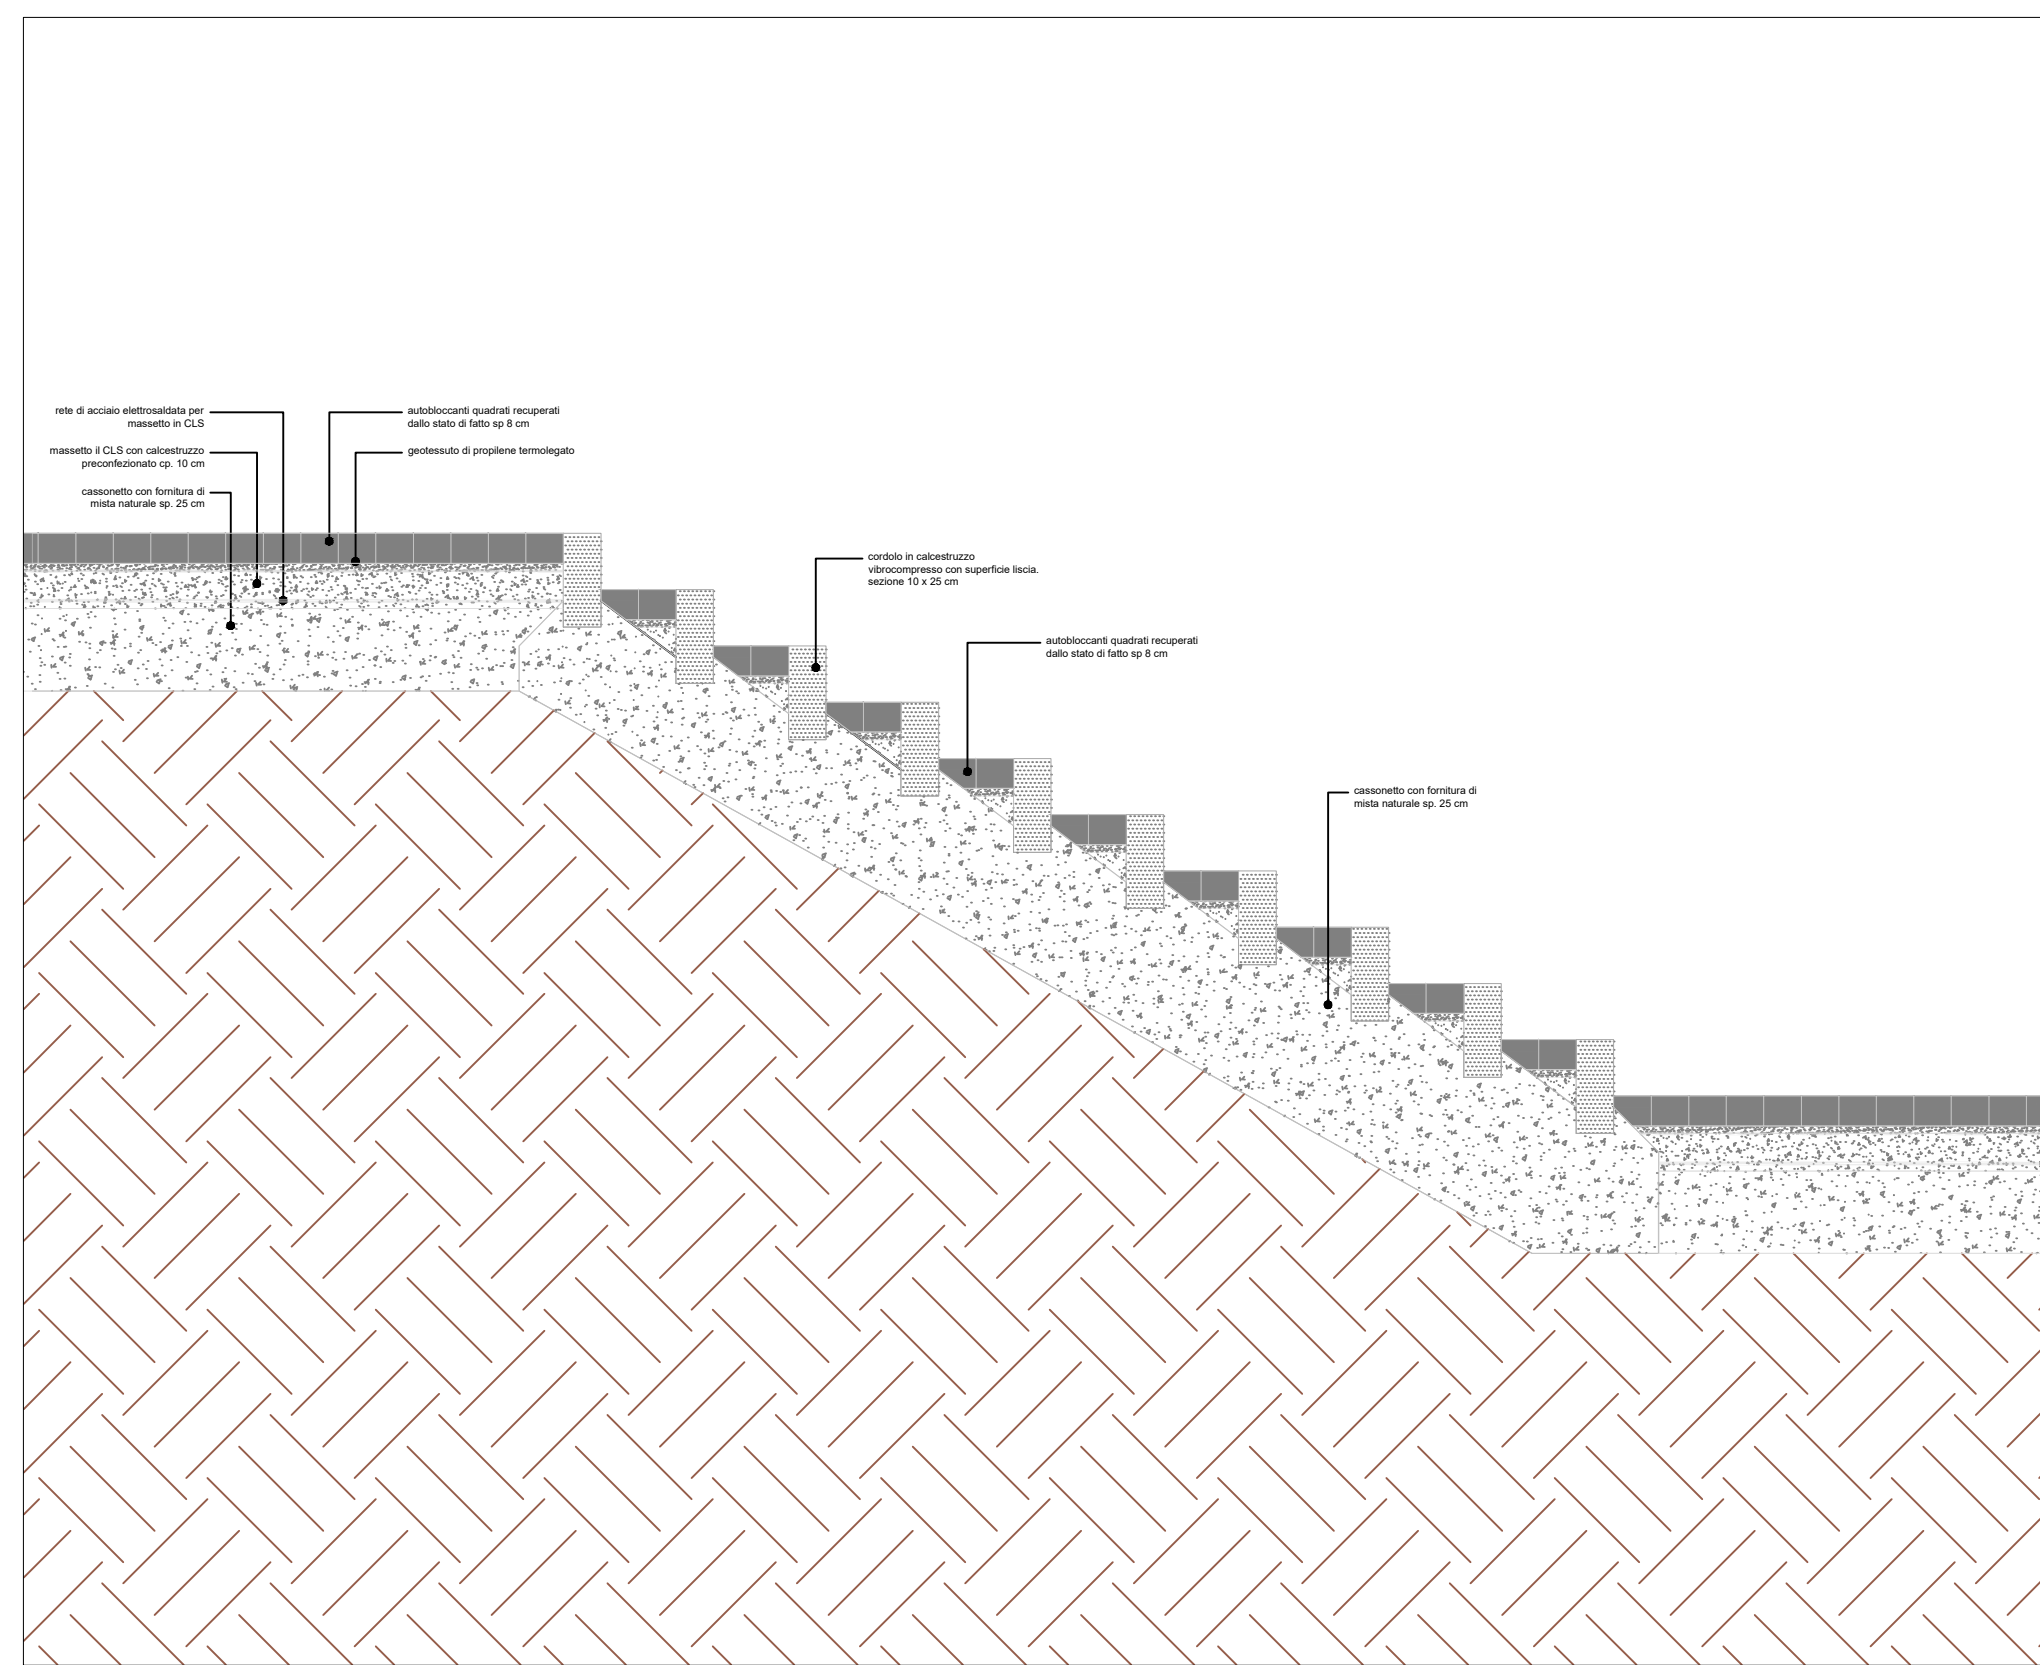 rete di acciaio elettrosaldata per
massetto in CLS
massetto il CLS con calcestruzzo
preconfezionato cp. 10 cm
cassonetto con fornitura di
mista naturale sp. 25 cm
autobloccanti quadrati recuperati
dallo stato di fatto sp 8 cm
geotessuto di propilene termolegato
cordolo in calcestruzzo
vibrocompresso con superficie liscia.
sezione 10 x 25 cm
autobloccanti quadrati recuperati
dallo stato di fatto sp 8 cm
cassonetto con fornitura di
mista naturale sp. 25 cm